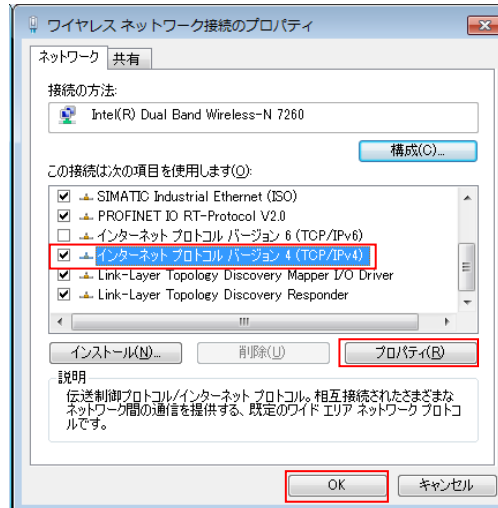 ワイヤレス ネットワーク接続のプロパティ
ネットワーク 共有
接続の方法:
Intel(R) Dual Band Wireless-N 7260
構成(C)...
この接続は次の項目を使用します(O):
SIMATIC Industrial Ethernet (ISO)
PROFINET IO RT-Protocol V2.0
インターネット プロトコル バージョン 6 (TCP/IPv6)
インターネット プロトコル バージョン 4 (TCP/IPv4)
Link-Layer Topology Discovery Mapper I/O Driver
Link-Layer Topology Discovery Responder
インストール(N)... 削除(U) プロパティ(R)
説明
伝送制御プロトコル/インターネット プロトコル。相互接続されたさまざまな
ネットワーク間の通信を提供する、既定のワイド エリア ネットワーク プロトコ
ルです。
OK キャンセル